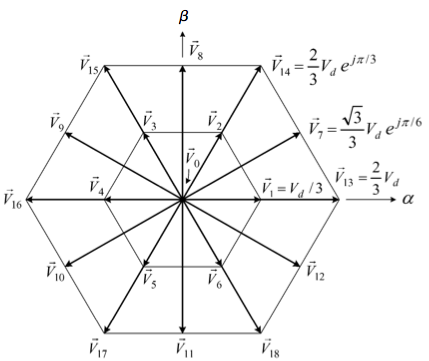 β
V⃗₈
V⃗₁₅
V⃗₁₄ = 2/3 V_d e^{jπ/3}
V⃗₉
V⃗₃
V⃗₂
V⃗₇ = √3/3 V_d e^{jπ/6}
V⃗₀
V⃗₄
V⃗₁ = V_d / 3
V⃗₁₃ = 2/3 V_d
V⃗₁₆
α
V⃗₁₀
V⃗₅
V⃗₆
V⃗₁₂
V⃗₁₇
V⃗₁₁
V⃗₁₈